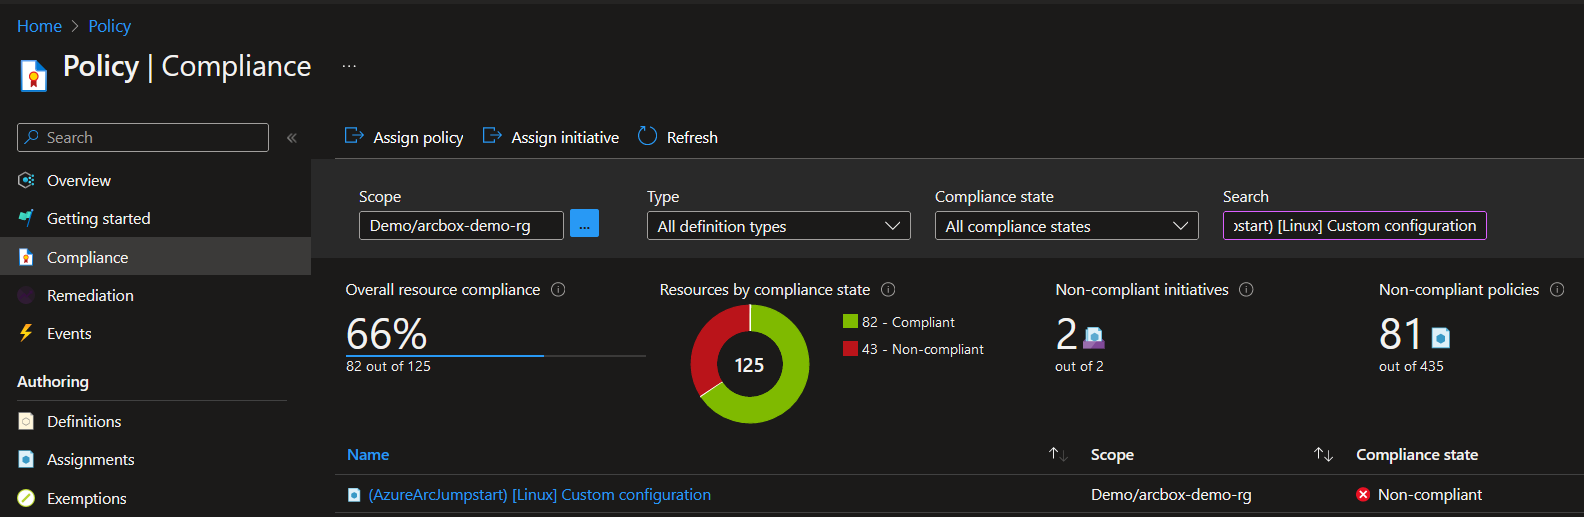 Home > Policy
Policy | Compliance ...
Search «
Overview
Getting started
Compliance
Remediation
Events
Authoring
Definitions
Assignments
Exemptions
Assign policy Assign initiative Refresh
Scope Type Compliance state Search
Demo/arcbox-demo-rg ... All definition types All compliance states start) [Linux] Custom configuration
Overall resource compliance
66%
82 out of 125
Resources by compliance state
125
82 - Compliant
43 - Non-compliant
Non-compliant initiatives
2
out of 2
Non-compliant policies
81
out of 435
Name Scope Compliance state
(AzureArcJumpstart) [Linux] Custom configuration Demo/arcbox-demo-rg Non-compliant